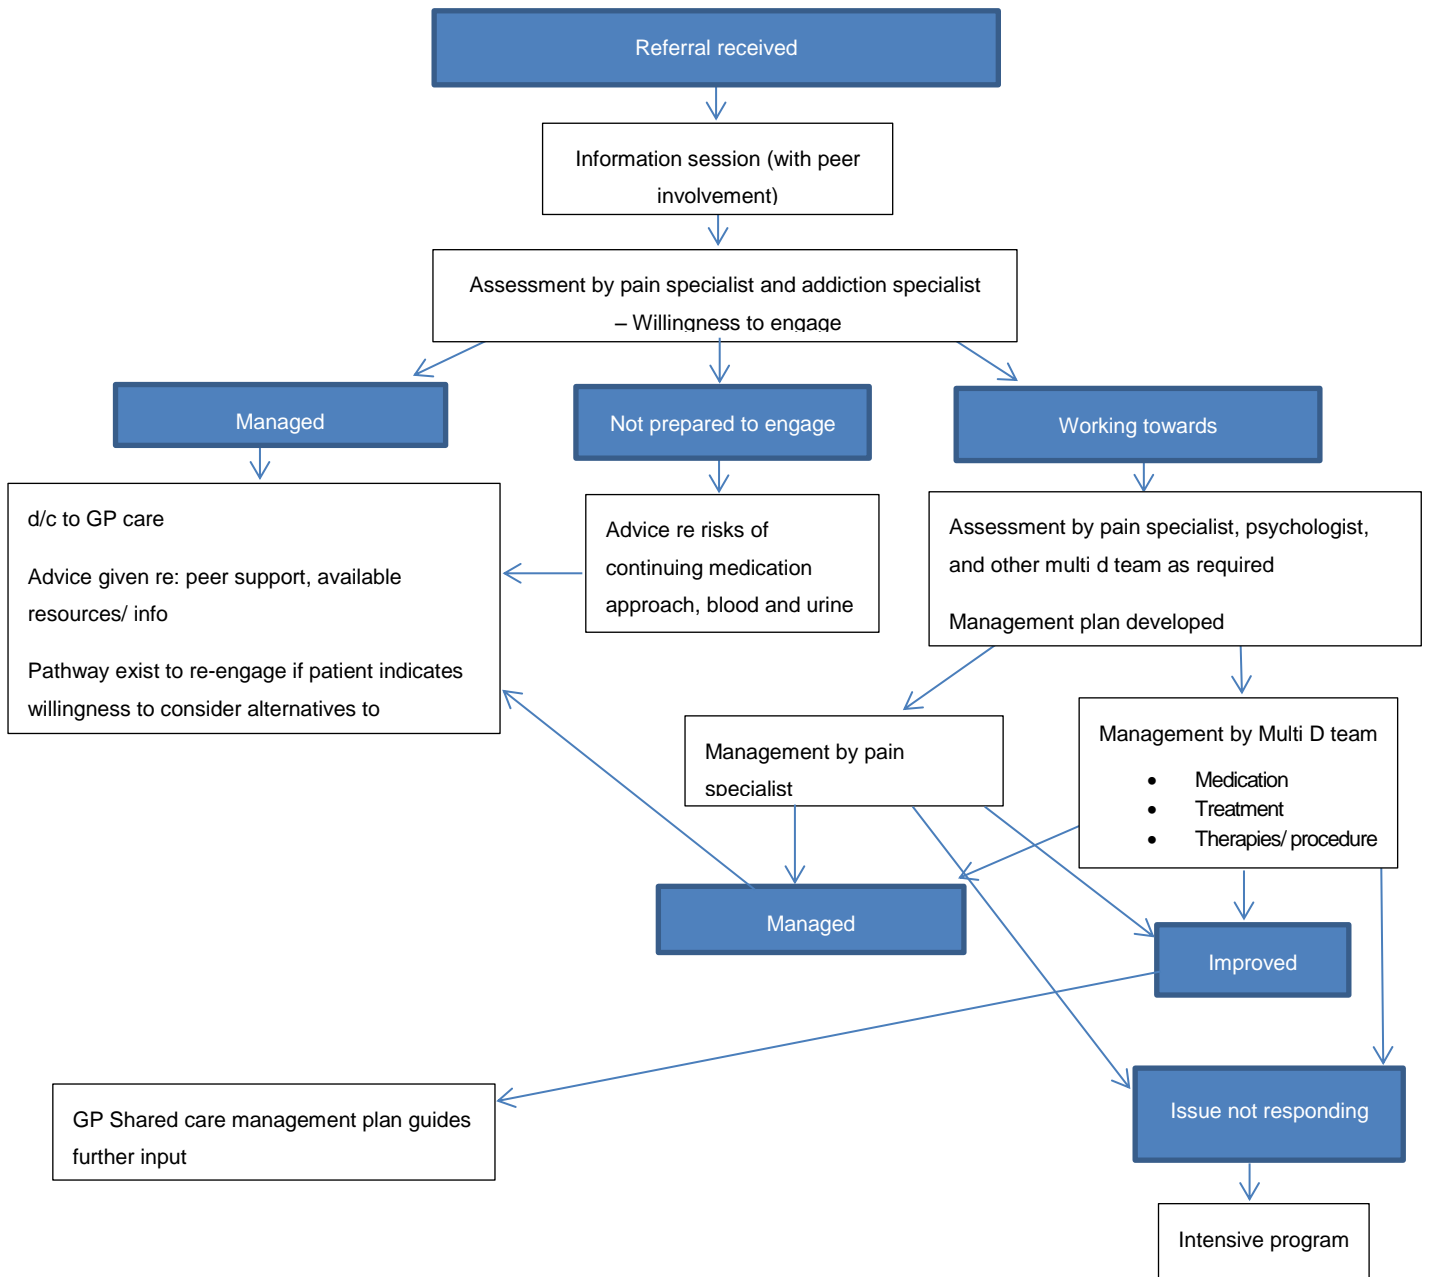 Referral received
Information session (with peer
involvement)
Assessment by pain specialist and addiction specialist
– Willingness to engage
Managed
Not prepared to engage
Working towards
d/c to GP care
Advice given re: peer support, available
resources/ info
Pathway exist to re-engage if patient indicates
willingness to consider alternatives to
Advice re risks of
continuing medication
approach, blood and urine
Assessment by pain specialist, psychologist,
and other multi d team as required
Management plan developed
Management by pain
specialist
Management by Multi D team
• Medication
• Treatment
• Therapies/ procedure
Managed
Improved
GP Shared care management plan guides
further input
Issue not responding
Intensive program